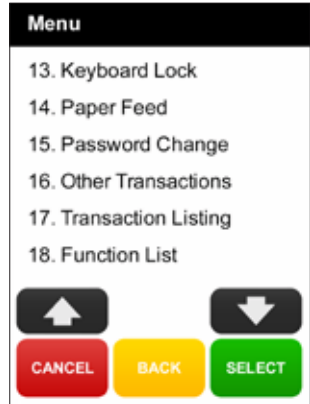 Menu
13. Keyboard Lock
14. Paper Feed
15. Password Change
16. Other Transactions
17. Transaction Listing
18. Function List
CANCEL BACK SELECT